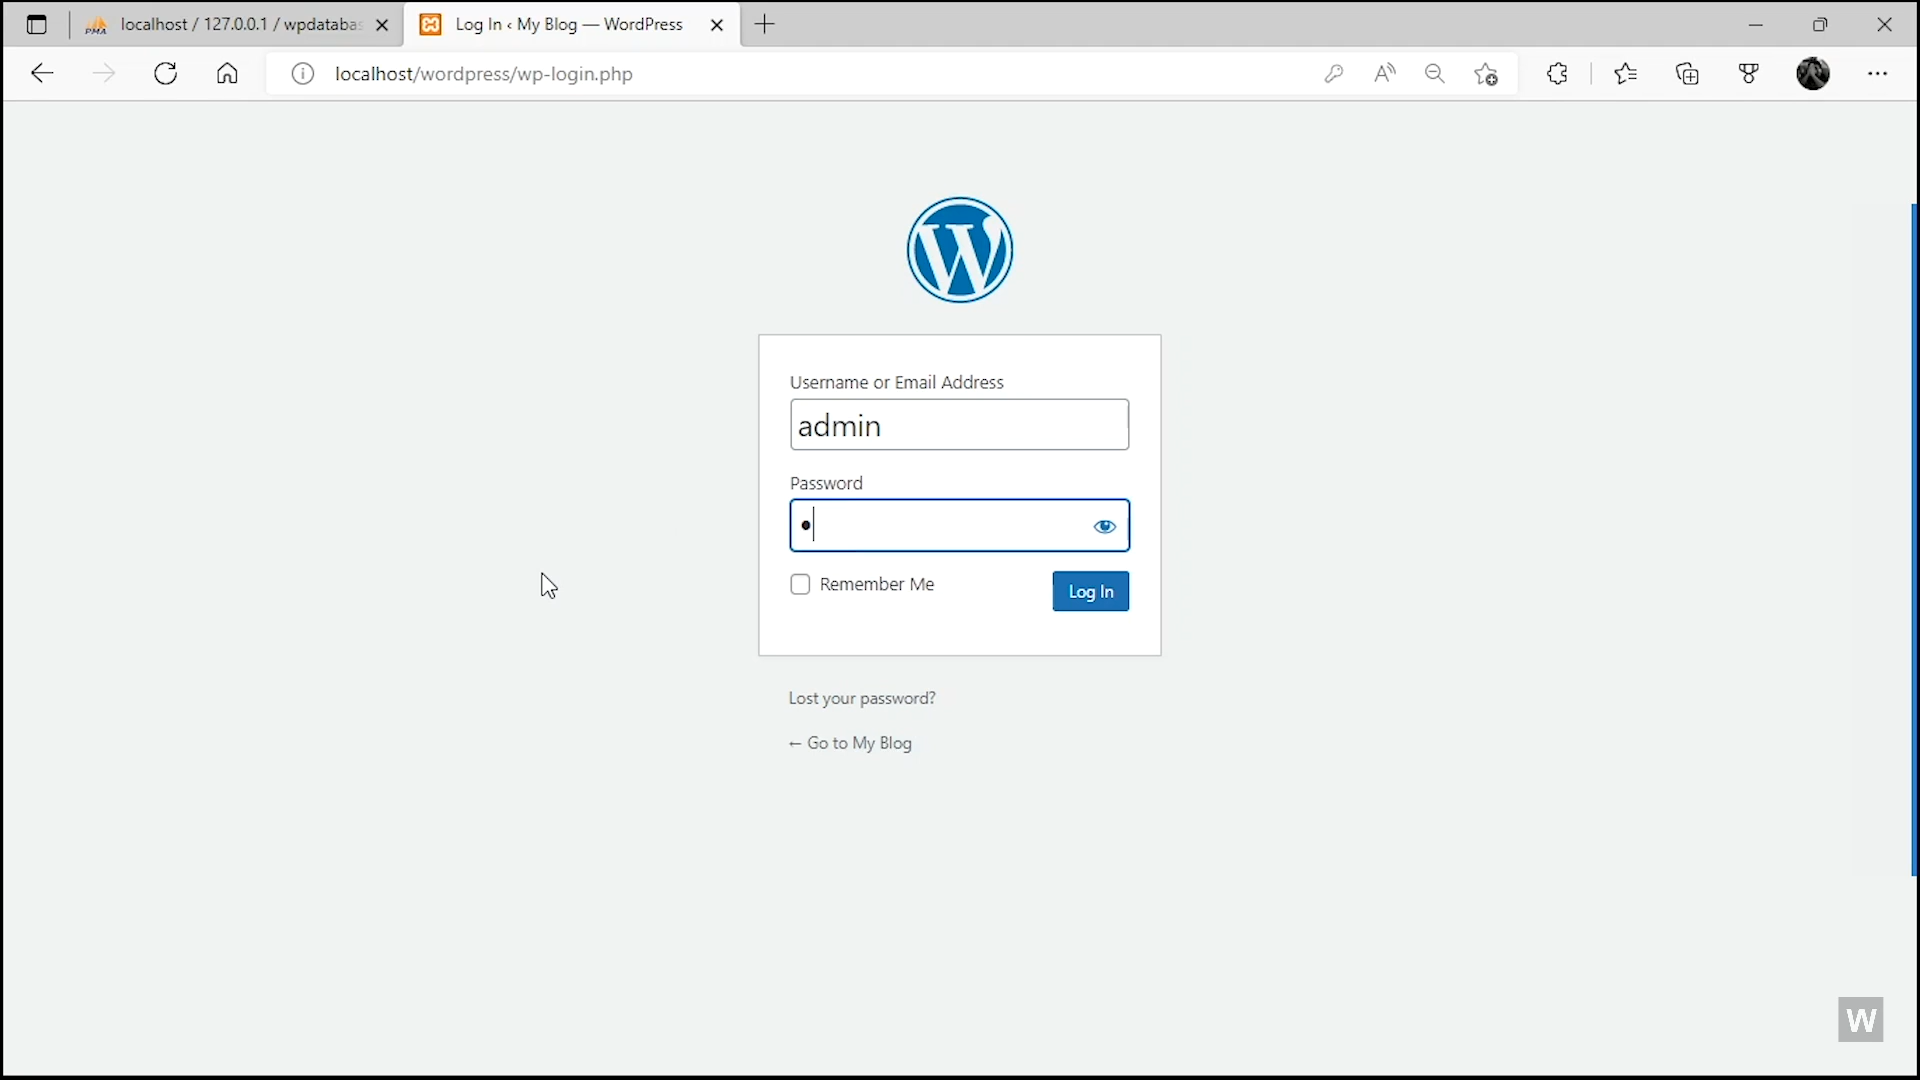 localhost / 127.0.0.1 / wpdatabas
Log In ‹ My Blog — WordPress
localhost/wordpress/wp-login.php
Username or Email Address
admin
Password
Remember Me
Log In
Lost your password?
← Go to My Blog
W